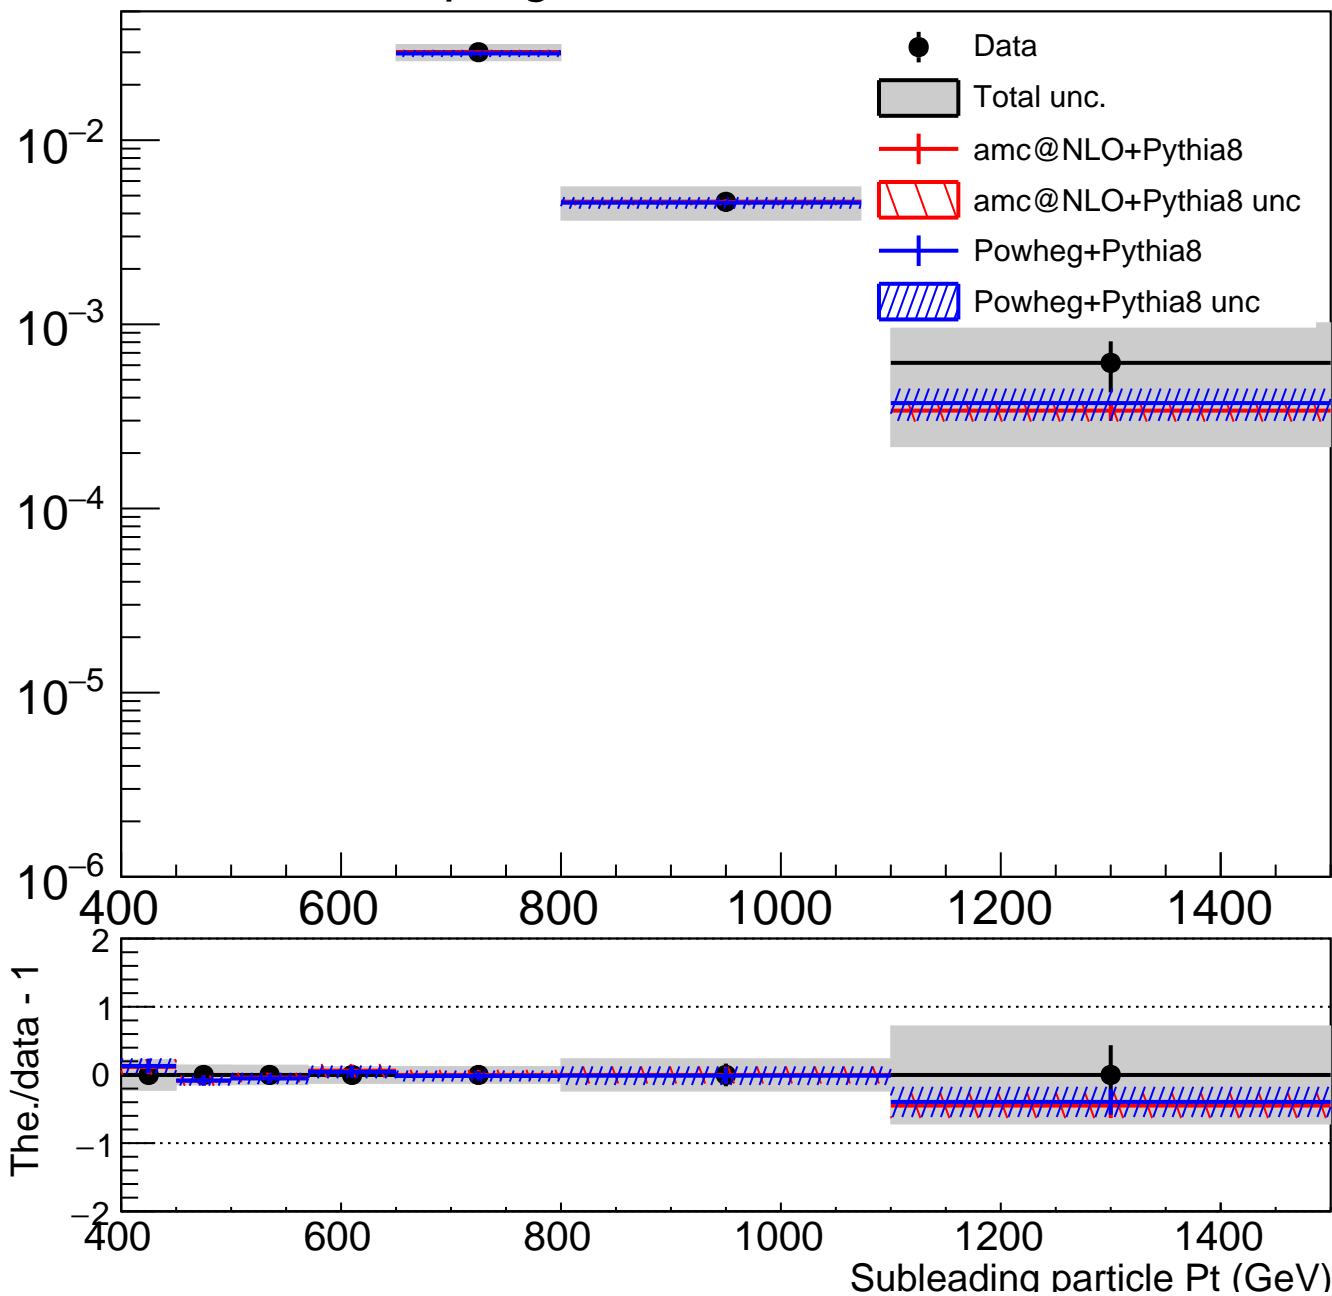 Data
Total unc.
amc@NLO+Pythia8
amc@NLO+Pythia8 unc
Powheg+Pythia8
Powheg+Pythia8 unc
10⁻²
10⁻³
10⁻⁴
10⁻⁵
10⁻⁶
400 600 800 1000 1200 1400
The./data - 1
2
1
0
−1
−2
400 600 800 1000 1200 1400
Subleading particle Pt (GeV)